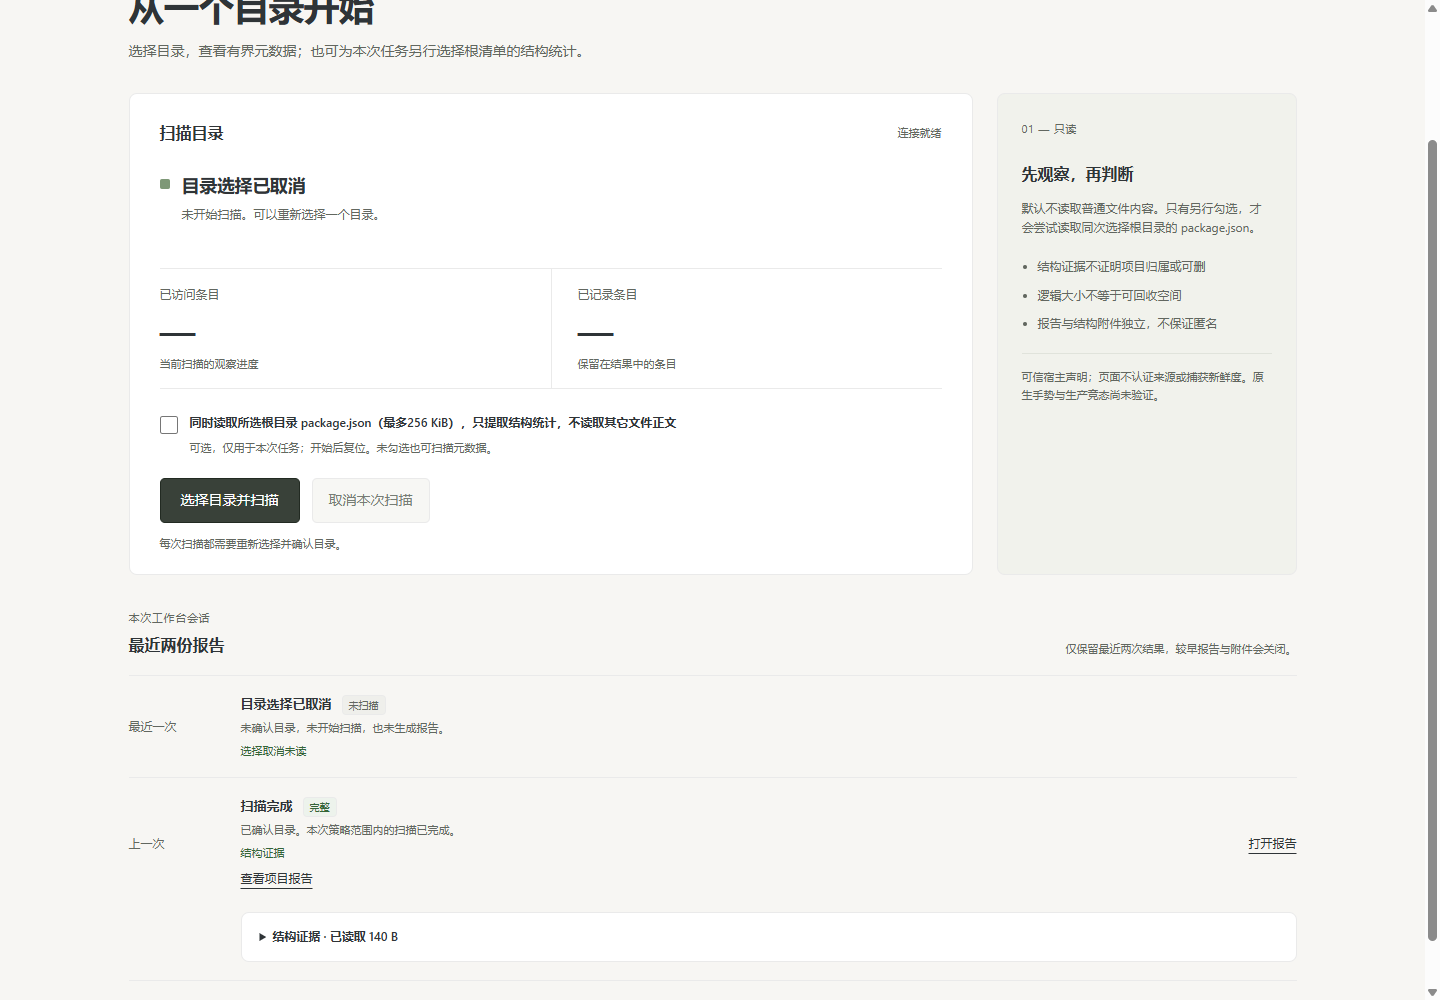 从一个目录开始
选择目录，查看有界元数据；也可为本次任务另行选择根清单的结构统计。
扫描目录
连接就绪
目录选择已取消
未开始扫描。可以重新选择一个目录。
已访问条目
已记录条目
当前扫描的观察进度
保留在结果中的条目
同时读取所选根目录 package.json（最多256 KiB），只提取结构统计，不读取其它文件正文
可选，仅用于本次任务；开始后复位。未勾选也可扫描元数据。
选择目录并扫描
取消本次扫描
每次扫描都需要重新选择并确认目录。
01 — 只读
先观察，再判断
默认不读取普通文件内容。只有另行勾选，才
会尝试读取同次选择根目录的 package.json。
结构证据不证明项目归属或可删
逻辑大小不等于可回收空间
报告与结构附件独立，不保证匿名
可信宿主声明；页面不认证来源或捕获新鲜度。原
生手势与生产竞态尚未验证。
本次工作台会话
最近两份报告
仅保留最近两次结果，较早报告与附件会关闭。
最近一次
目录选择已取消
未扫描
未确认目录，未开始扫描，也未生成报告。
选择取消未读
上一次
扫描完成
完整
已确认目录。本次策略范围内的扫描已完成。
结构证据
查看项目报告
打开报告
结构证据 · 已读取 140 B